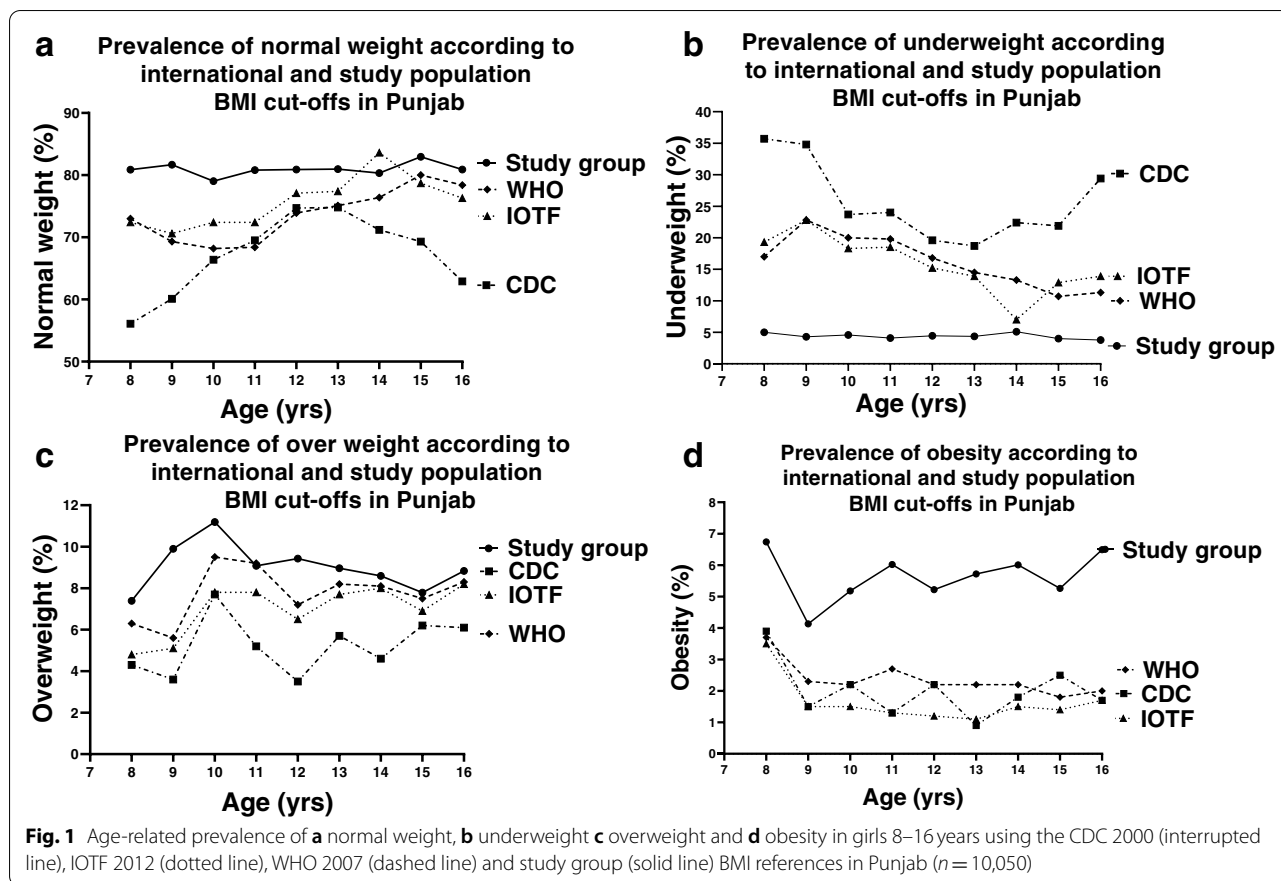 a
Prevalence of normal weight according to
international and study population
BMI cut-offs in Punjab
Normal weight (%)
90
80
70
60
50
7 8 9 10 11 12 13 14 15 16
Age (yrs)
Study group
WHO
IOTF
CDC
b
Prevalence of underweight according
to international and study population
BMI cut-offs in Punjab
Underweight (%)
40
35
30
25
20
15
10
5
0
7 8 9 10 11 12 13 14 15 16
Age (yrs)
CDC
IOTF
WHO
Study group
c
Prevalence of over weight according to
international and study population
BMI cut-offs in Punjab
Overweight (%)
12
10
8
6
4
2
0
7 8 9 10 11 12 13 14 15 16
Age (yrs)
Study group
CDC
IOTF
WHO
d
Prevalence of obesity according to
international and study population
BMI cut-offs in Punjab
Obesity (%)
8
7
6
5
4
3
2
1
0
7 8 9 10 11 12 13 14 15 16
Age (yrs)
Study group
WHO
CDC
IOTF
Fig. 1 Age-related prevalence of a normal weight, b underweight c overweight and d obesity in girls 8–16 years using the CDC 2000 (interrupted
line), IOTF 2012 (dotted line), WHO 2007 (dashed line) and study group (solid line) BMI references in Punjab (n = 10,050)